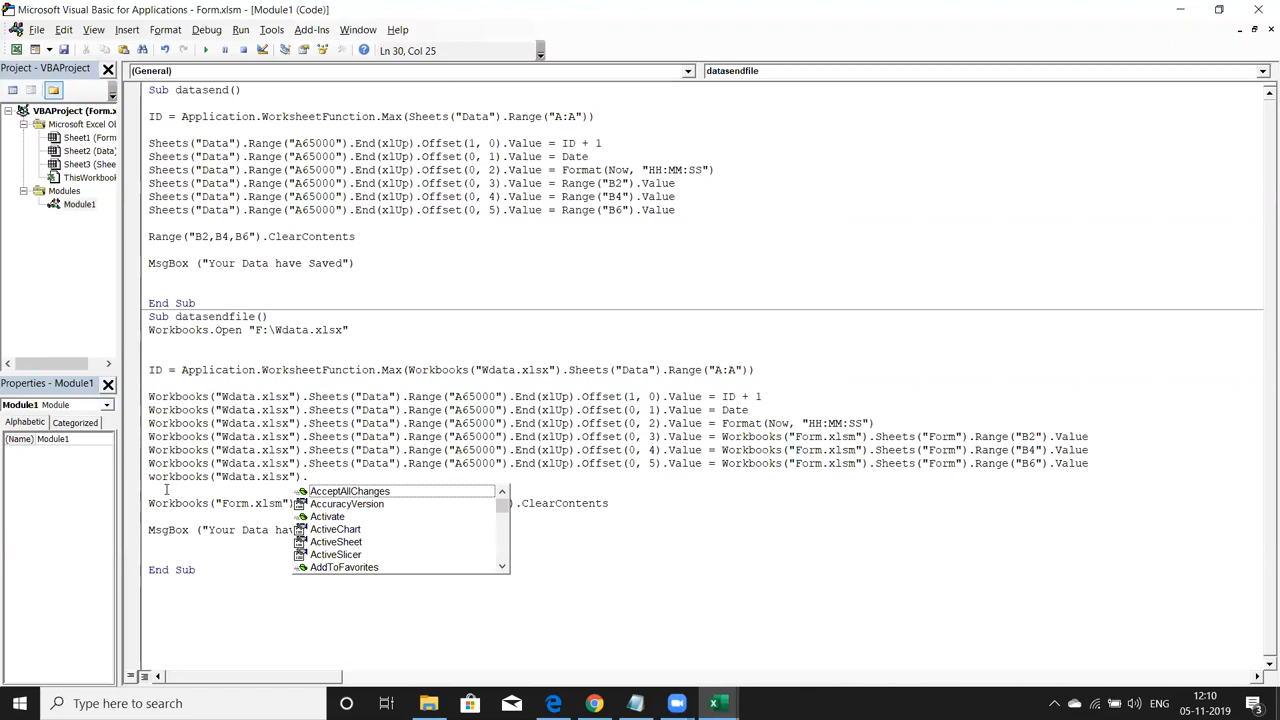 Microsoft Visual Basic for Applications - Form.xlsm - [Module1 (Code)]
File Edit View Insert Format Debug Run Tools Add-Ins Window Help
Ln 30, Col 25
Project - VBAProject
(General)
datasendfile
VBAProject (Form.x
Microsoft Excel Ob
Sheet1 (Form
Sheet2 (Data)
Sheet3 (Shee
ThisWorkbook
Modules
Module1
Properties - Module1
Module1 Module
Alphabetic Categorized
(Name) Module1
Sub datasend()
ID = Application.WorksheetFunction.Max(Sheets("Data").Range("A:A"))
Sheets("Data").Range("A65000").End(xlUp).Offset(1, 0).Value = ID + 1
Sheets("Data").Range("A65000").End(xlUp).Offset(0, 1).Value = Date
Sheets("Data").Range("A65000").End(xlUp).Offset(0, 2).Value = Format(Now, "HH:MM:SS")
Sheets("Data").Range("A65000").End(xlUp).Offset(0, 3).Value = Range("B2").Value
Sheets("Data").Range("A65000").End(xlUp).Offset(0, 4).Value = Range("B4").Value
Sheets("Data").Range("A65000").End(xlUp).Offset(0, 5).Value = Range("B6").Value
Range("B2,B4,B6").ClearContents
MsgBox ("Your Data have Saved")
End Sub
Sub datasendfile()
Workbooks.Open "F:\Wdata.xlsx"
ID = Application.WorksheetFunction.Max(Workbooks("Wdata.xlsx").Sheets("Data").Range("A:A"))
Workbooks("Wdata.xlsx").Sheets("Data").Range("A65000").End(xlUp).Offset(1, 0).Value = ID + 1
Workbooks("Wdata.xlsx").Sheets("Data").Range("A65000").End(xlUp).Offset(0, 1).Value = Date
Workbooks("Wdata.xlsx").Sheets("Data").Range("A65000").End(xlUp).Offset(0, 2).Value = Format(Now, "HH:MM:SS")
Workbooks("Wdata.xlsx").Sheets("Data").Range("A65000").End(xlUp).Offset(0, 3).Value = Workbooks("Form.xlsm").Sheets("Form").Range("B2").Value
Workbooks("Wdata.xlsx").Sheets("Data").Range("A65000").End(xlUp).Offset(0, 4).Value = Workbooks("Form.xlsm").Sheets("Form").Range("B4").Value
Workbooks("Wdata.xlsx").Sheets("Data").Range("A65000").End(xlUp).Offset(0, 5).Value = Workbooks("Form.xlsm").Sheets("Form").Range("B6").Value
workbooks("Wdata.xlsx").
AcceptAllChanges
AccuracyVersion
Activate
ActiveChart
ActiveSheet
ActiveSlicer
AddToFavorites
Workbooks("Form.xlsm") ).ClearContents
MsgBox ("Your Data hav
End Sub
Type here to search
ENG
12:10
05-11-2019
3